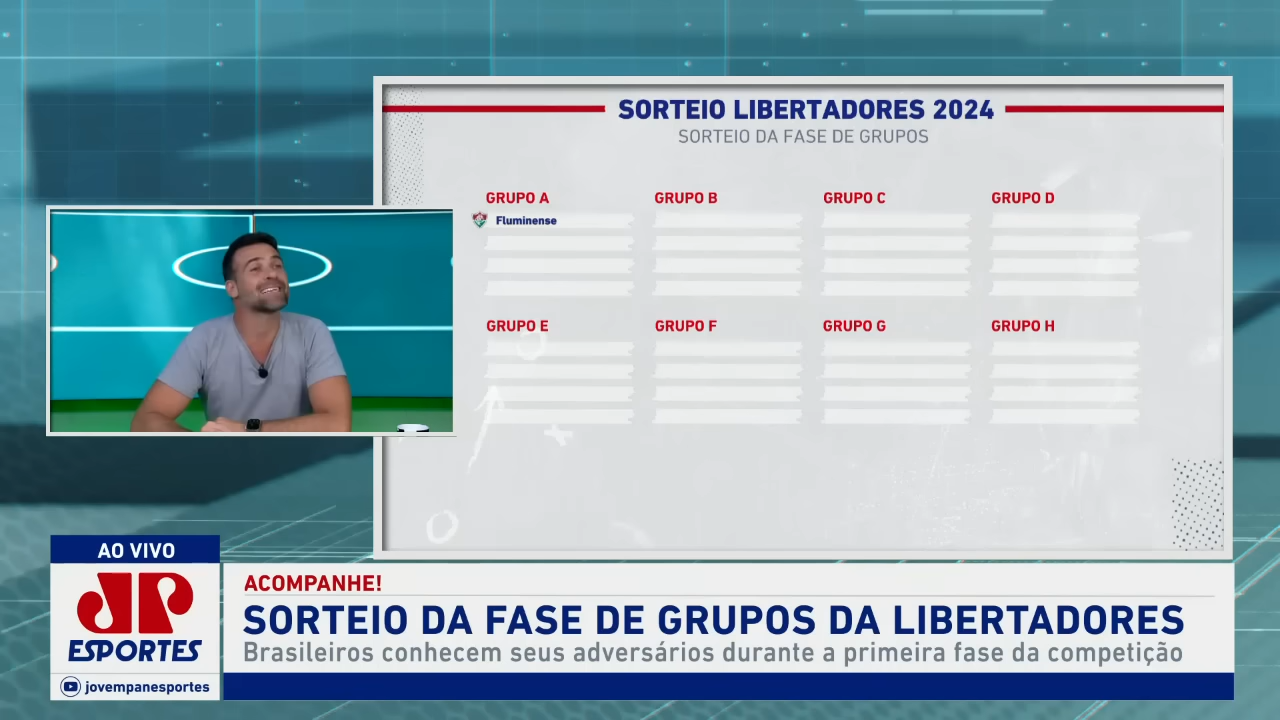 SORTEIO LIBERTADORES 2024
SORTEIO DA FASE DE GRUPOS
GRUPO A
GRUPO B
GRUPO C
GRUPO D
Fluminense
GRUPO E
GRUPO F
GRUPO G
GRUPO H
AO VIVO
JP
ESPORTES
jovempanesportes
ACOMPANHE!
SORTEIO DA FASE DE GRUPOS DA LIBERTADORES
Brasileiros conhecem seus adversários durante a primeira fase da competição